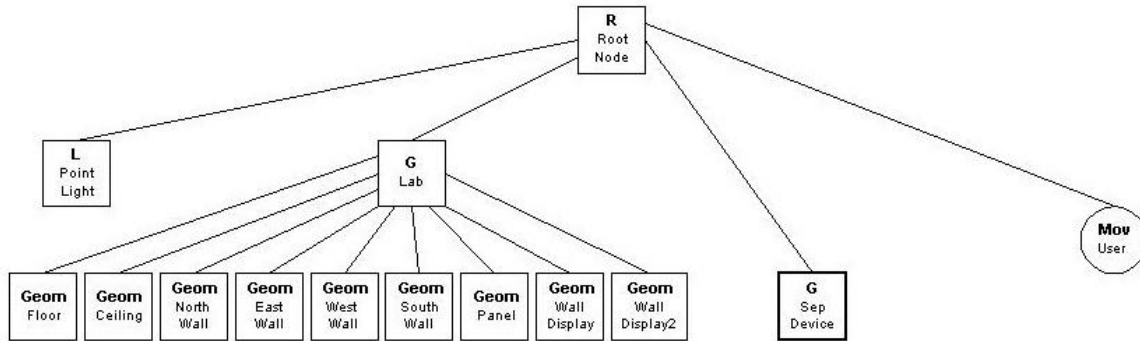 R
Root
Node
L
Point
Light
G
Lab
Mov
User
Geom
Floor
Geom
Ceiling
Geom
North
Wall
Geom
East
Wall
Geom
West
Wall
Geom
South
Wall
Geom
Panel
Geom
Wall
Display
Geom
Wall
Display2
G
Sep
Device